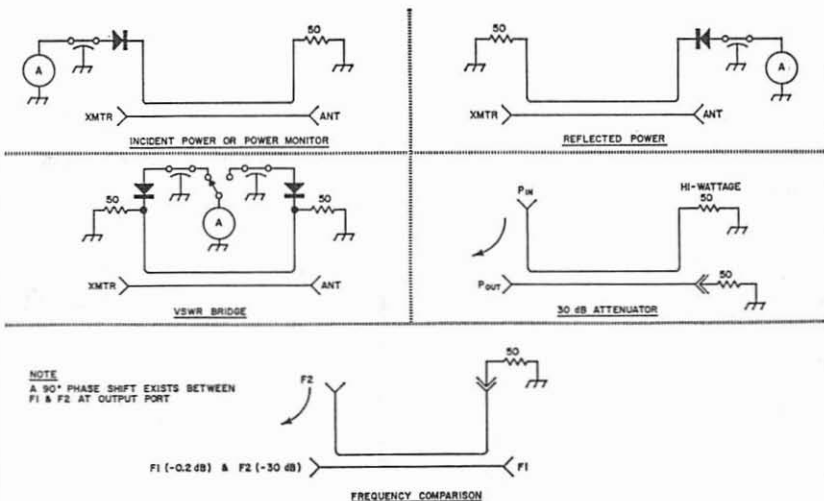 50
50
A
A
XMTR
ANT
XMTR
ANT
INCIDENT POWER OR POWER MONITOR
REFLECTED POWER
50
50
A
XMTR
ANT
VSWR BRIDGE
PIN
HI-WATTAGE
50
POUT
50
30 dB ATTENUATOR
NOTE
A 90° PHASE SHIFT EXISTS BETWEEN
F1 & F2 AT OUTPUT PORT
50
F2
F1 (-0.2 dB) & F2 (-30 dB)
F1
FREQUENCY COMPARISON